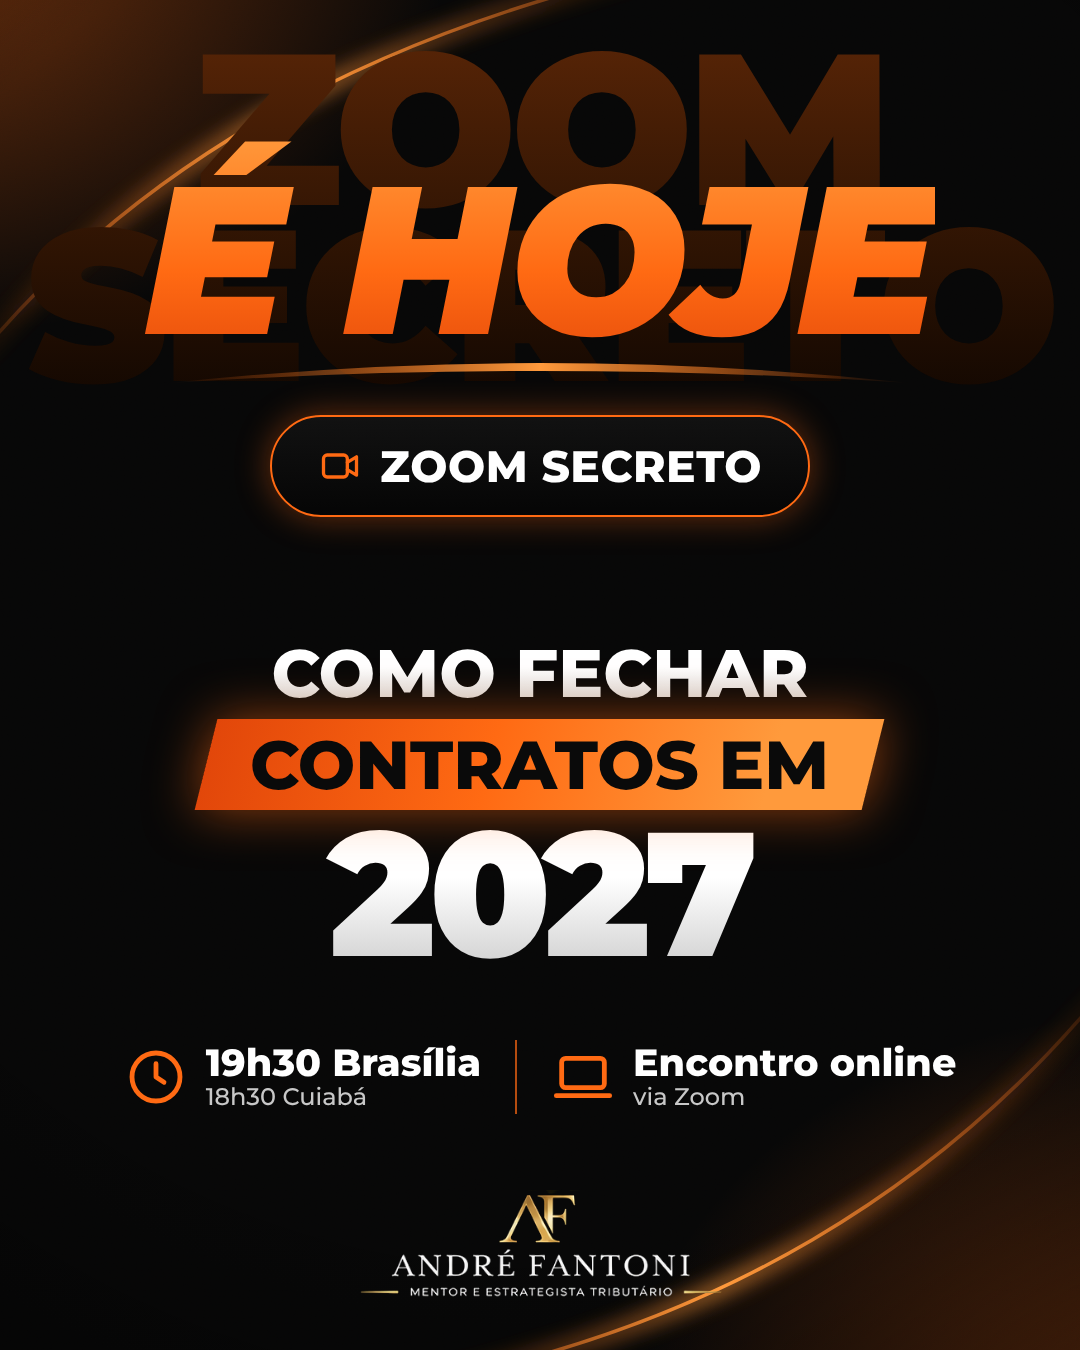 ZOOM
SECRETO
É HOJE
ZOOM SECRETO
COMO FECHAR
CONTRATOS EM
2027
19h30 Brasília
18h30 Cuiabá
Encontro online
via Zoom
AF
ANDRÉ FANTONI
MENTOR E ESTRATEGISTA TRIBUTÁRIO